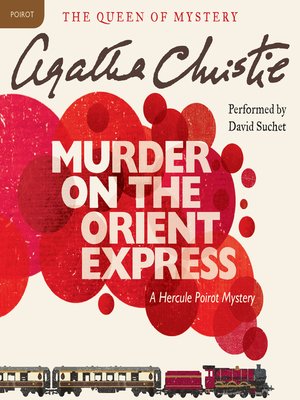 POIROT
THE QUEEN OF MYSTERY
Agatha Christie
Performed by
David Suchet
MURDER
ON THE
ORIENT
EXPRESS
A Hercule Poirot Mystery